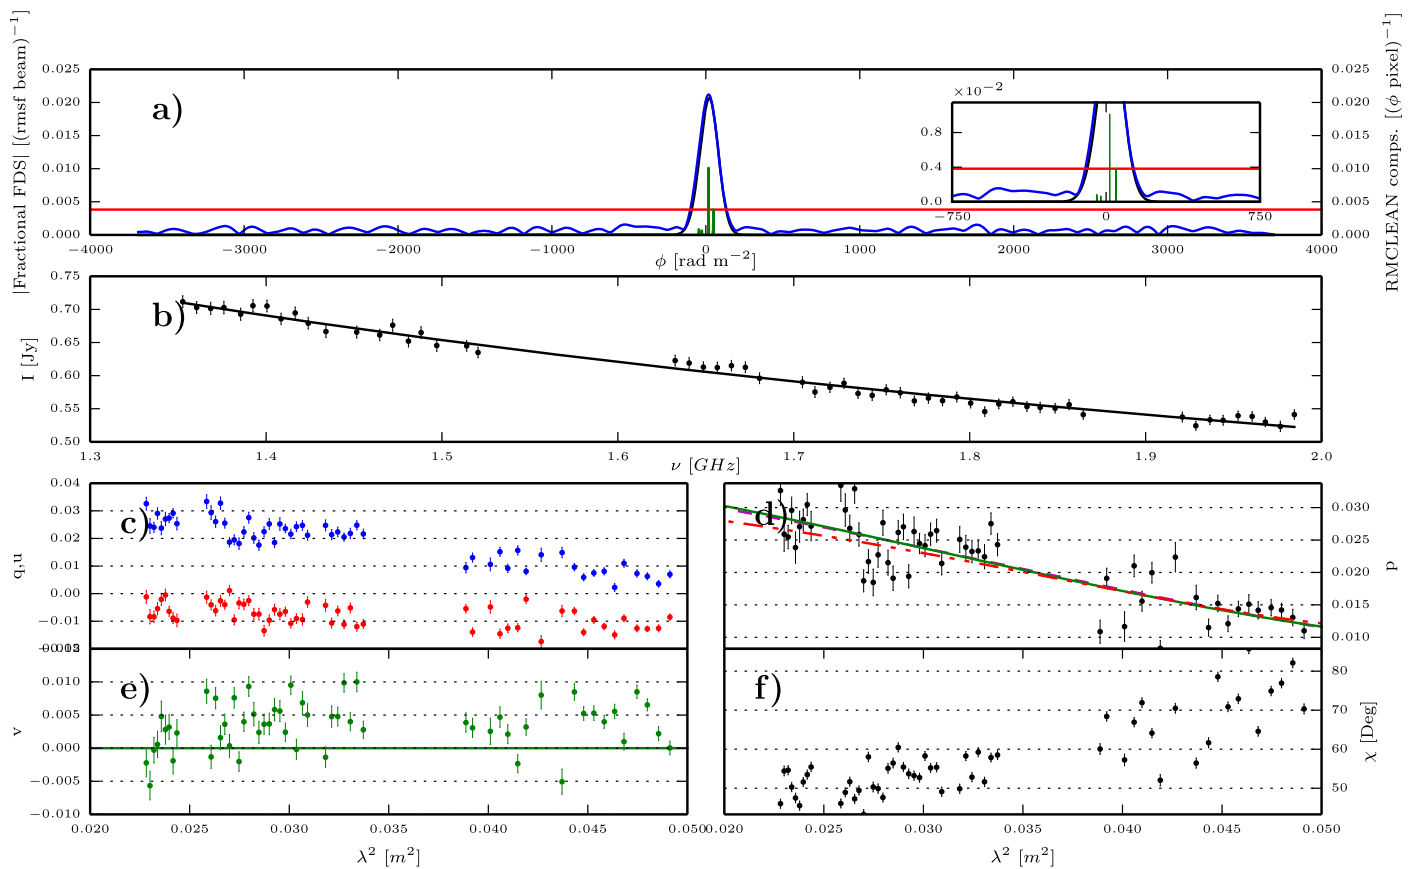 |Fractional FDS| [(rmsf beam)⁻¹]
RMCLEAN comps. [(ϕ pixel)⁻¹]
a)
0.025 0.020 0.015 0.010 0.005 0.000
×10⁻²
0.8 0.4 0.0
−750 0 750
0.025 0.020 0.015 0.010 0.005 0.000
−4000 −3000 −2000 −1000 0 1000 2000 3000 4000
ϕ [rad m⁻²]
b)
I [Jy]
0.75 0.70 0.65 0.60 0.55 0.50
1.3 1.4 1.5 1.6 1.7 1.8 1.9 2.0
ν [GHz]
c)
q,u
0.04 0.03 0.02 0.01 0.00 −0.01
d)
p
0.030 0.025 0.020 0.015 0.010
e)
v
0.010 0.005 0.000 −0.005 −0.010
0.020 0.025 0.030 0.035 0.040 0.045 0.050
λ² [m²]
f)
χ [Deg]
80 70 60 50
0.020 0.025 0.030 0.035 0.040 0.045 0.050
λ² [m²]